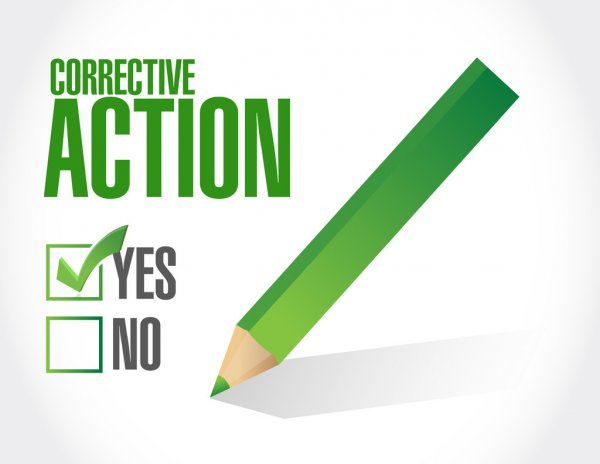 CORRECTIVE
ACTION
YES
NO